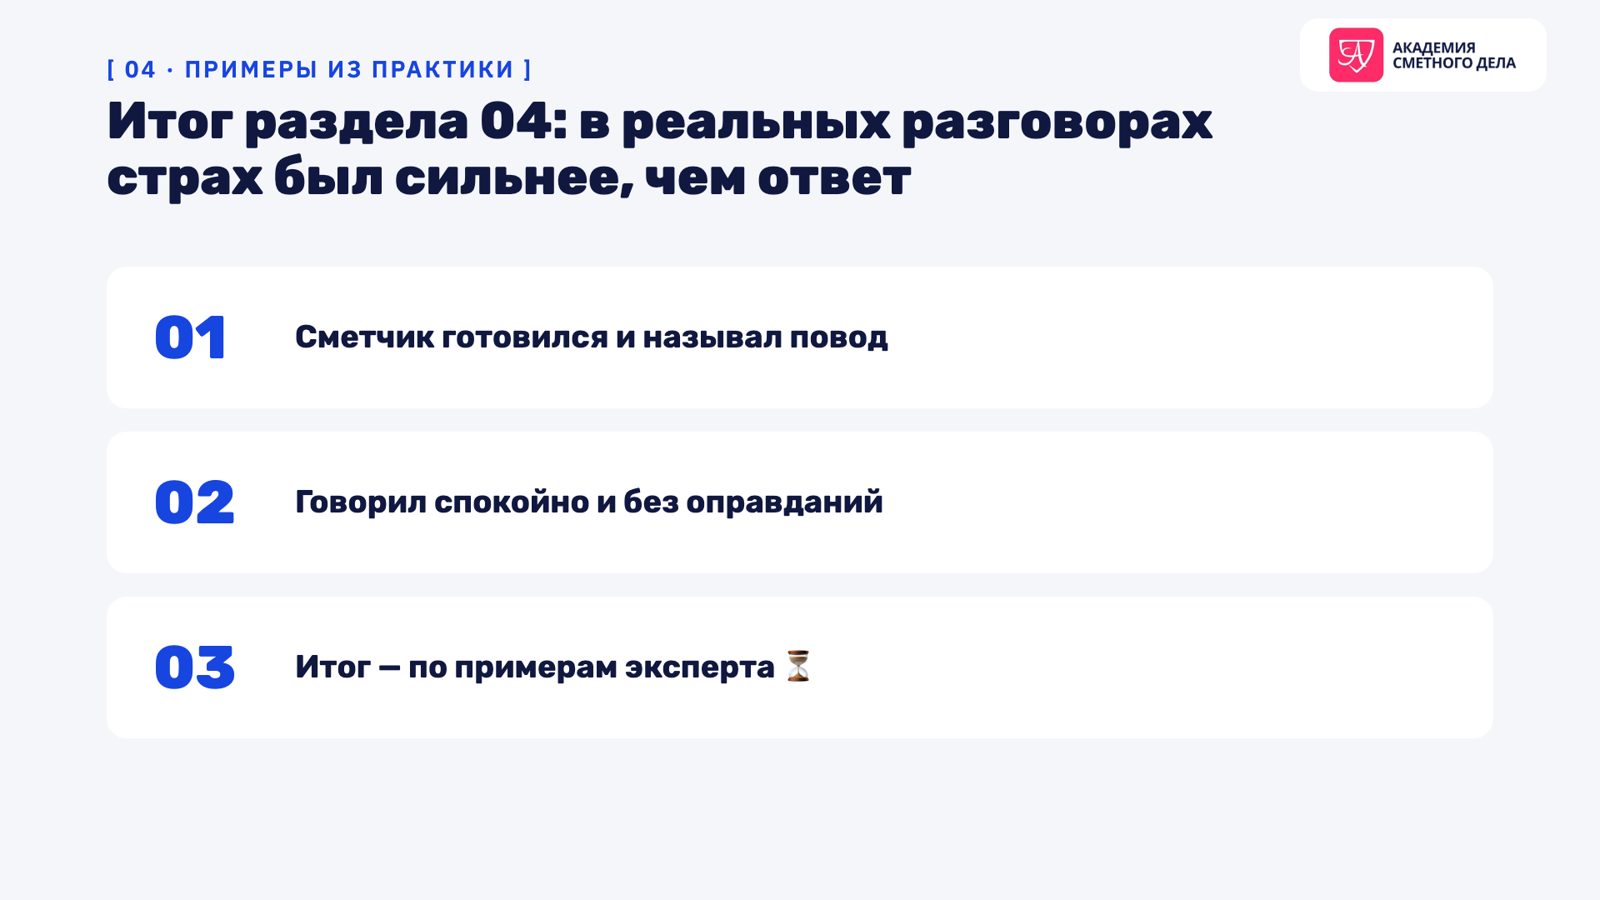 [ 04 · ПРИМЕРЫ ИЗ ПРАКТИКИ ]
АКАДЕМИЯ
СМЕТНОГО ДЕЛА
Итог раздела 04: в реальных разговорах
страх был сильнее, чем ответ
01
Сметчик готовился и называл повод
02
Говорил спокойно и без оправданий
03
Итог — по примерам эксперта ⏳